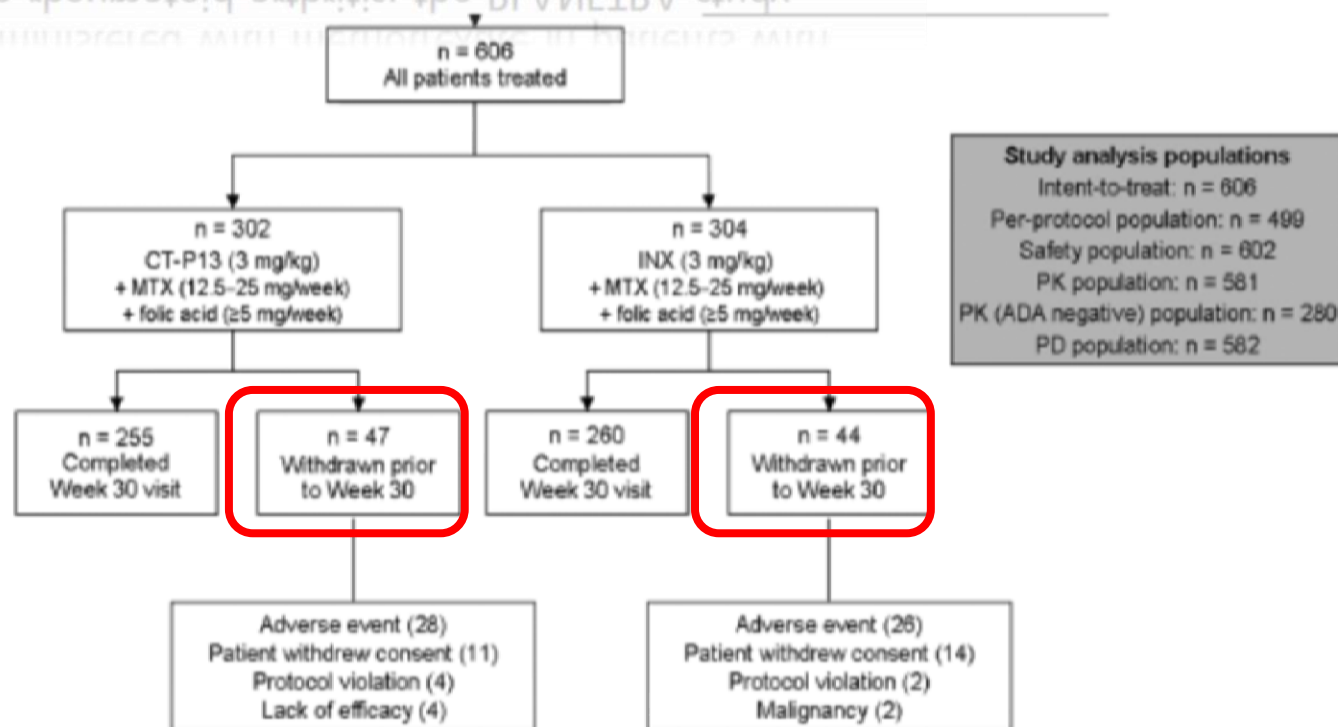 n = 606
All patients treated
n = 302
CT-P13 (3 mg/kg)
+ MTX (12.5–25 mg/week)
+ folic acid (≥5 mg/week)
n = 304
INX (3 mg/kg)
+ MTX (12.5–25 mg/week)
+ folic acid (≥5 mg/week)
Study analysis populations
Intent-to-treat: n = 606
Per-protocol population: n = 499
Safety population: n = 602
PK population: n = 581
PK (ADA negative) population: n = 280
PD population: n = 582
n = 255
Completed
Week 30 visit
n = 47
Withdrawn prior
to Week 30
n = 260
Completed
Week 30 visit
n = 44
Withdrawn prior
to Week 30
Adverse event (28)
Patient withdrew consent (11)
Protocol violation (4)
Lack of efficacy (4)
Adverse event (26)
Patient withdrew consent (14)
Protocol violation (2)
Malignancy (2)